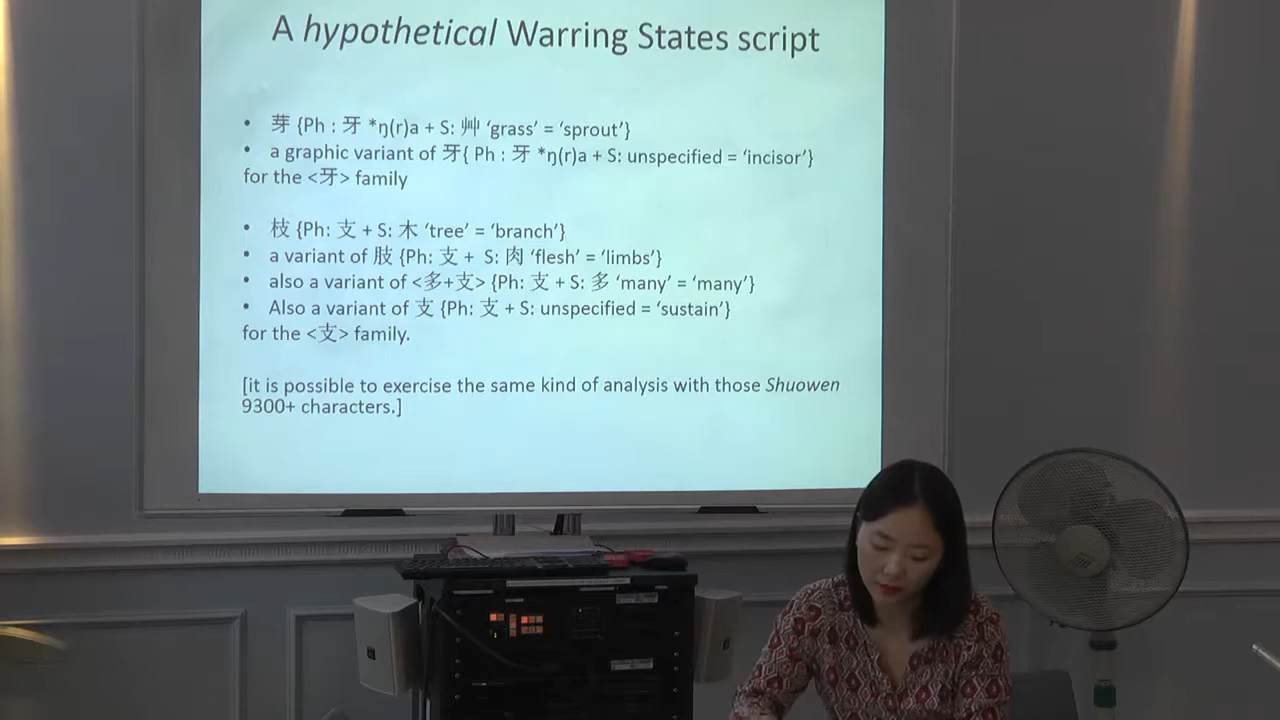 A hypothetical Warring States script
• 芽 {Ph : 牙 *ŋ(r)a + S: 艸 ‘grass’ = ‘sprout’}
• a graphic variant of 牙{ Ph : 牙 *ŋ(r)a + S: unspecified = ‘incisor’}
for the <牙> family
• 枝 {Ph: 支 + S: 木 ‘tree’ = ‘branch’}
• a variant of 肢 {Ph: 支 + S: 肉 ‘flesh’ = ‘limbs’}
• also a variant of <多+支> {Ph: 支 + S: 多 ‘many’ = ‘many’}
• Also a variant of 支 {Ph: 支 + S: unspecified = ‘sustain’}
for the <支> family.
[it is possible to exercise the same kind of analysis with those Shuowen
9300+ characters.]